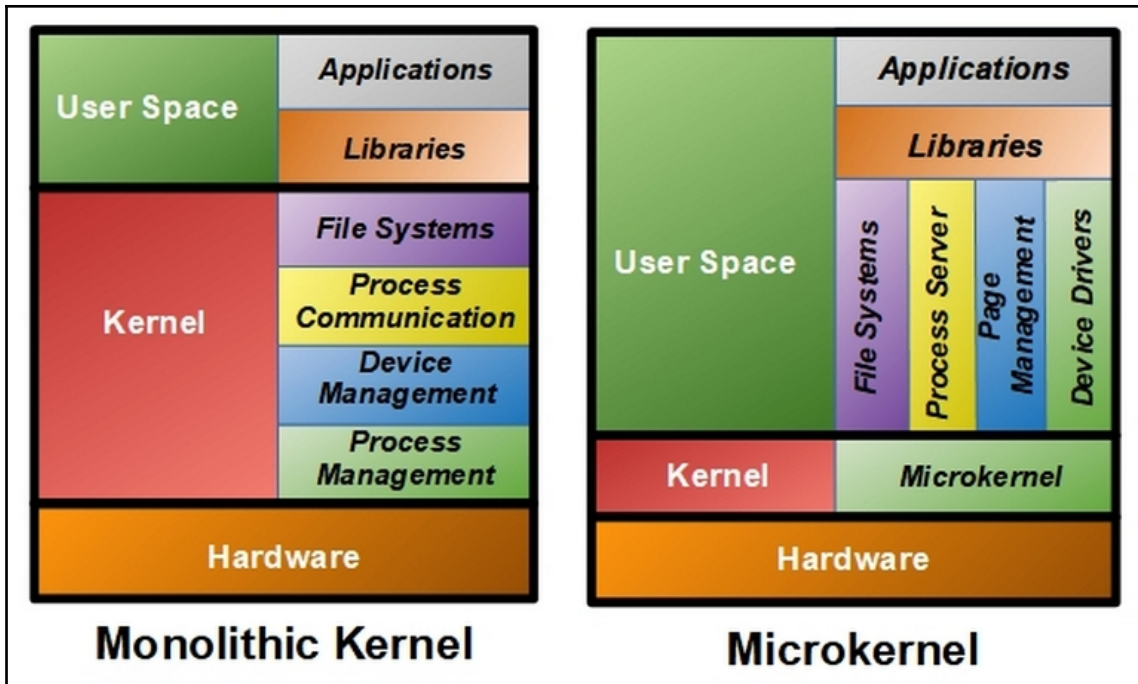 User Space
Applications
Libraries
Kernel
File Systems
Process
Communication
Device
Management
Process
Management
Hardware
Monolithic Kernel
User Space
Applications
Libraries
File Systems
Process Server
Page
Management
Device Drivers
Kernel
Microkernel
Hardware
Microkernel